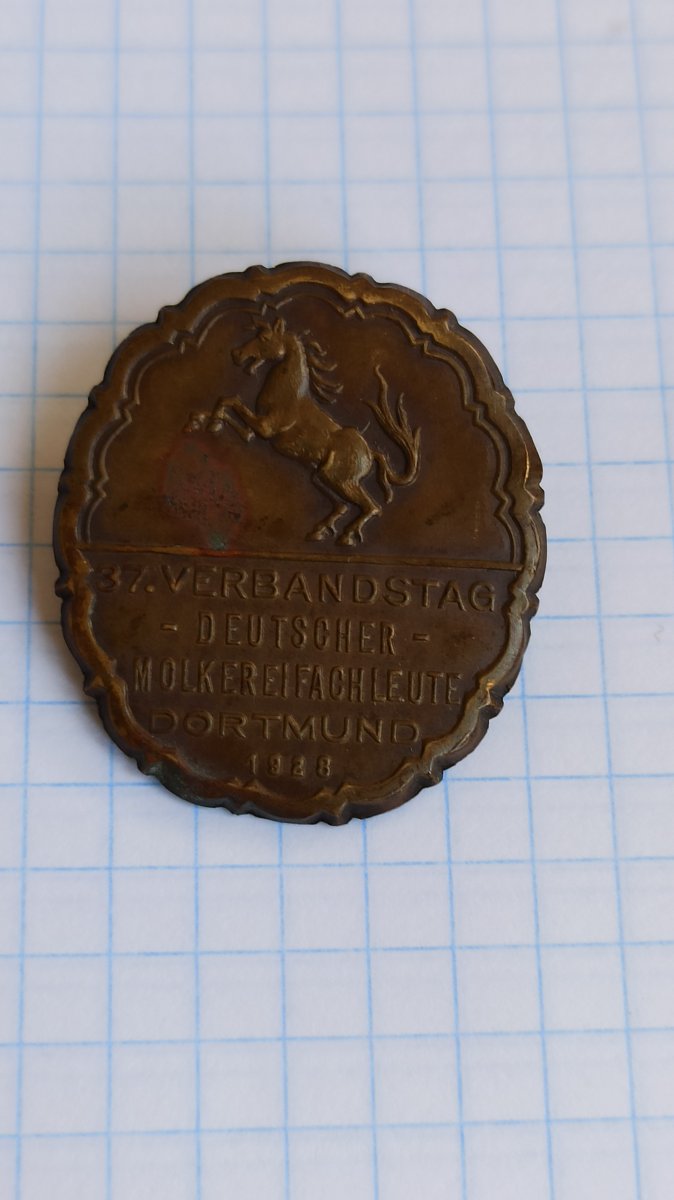 37. VERBANDSTAG
- DEUTSCHER -
MOLKEREIFACHLEUTE
DORTMUND
1928